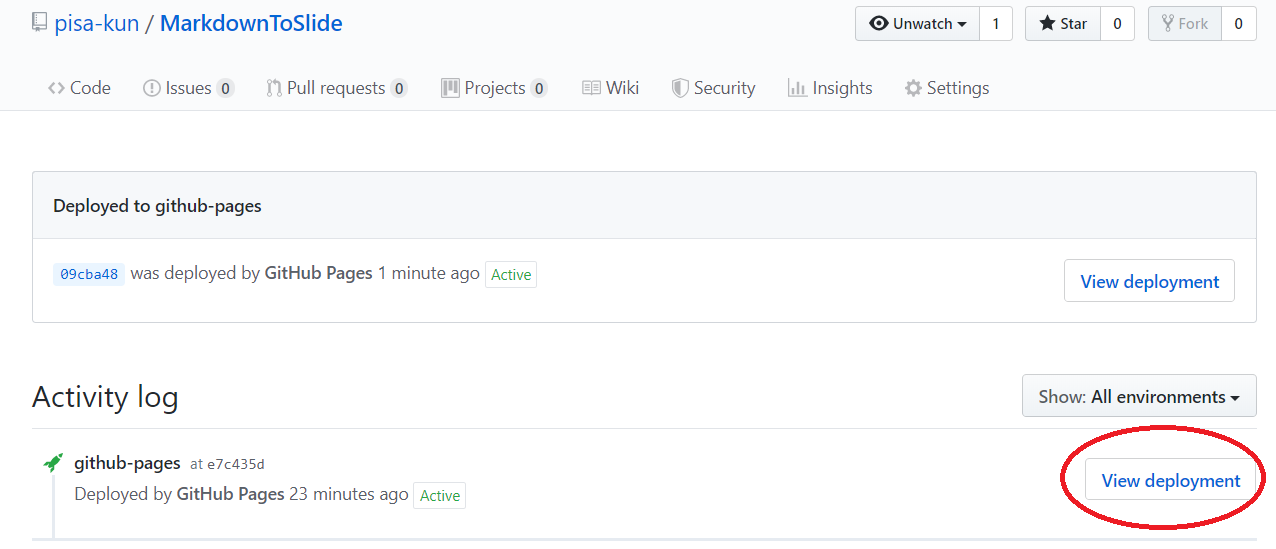 pisa-kun / MarkdownToSlide
Unwatch 1 Star 0 Fork 0
Code Issues 0 Pull requests 0 Projects 0 Wiki Security Insights Settings
Deployed to github-pages
09cba48 was deployed by GitHub Pages 1 minute ago Active
View deployment
Activity log
Show: All environments
github-pages at e7c435d
View deployment
Deployed by GitHub Pages 23 minutes ago Active